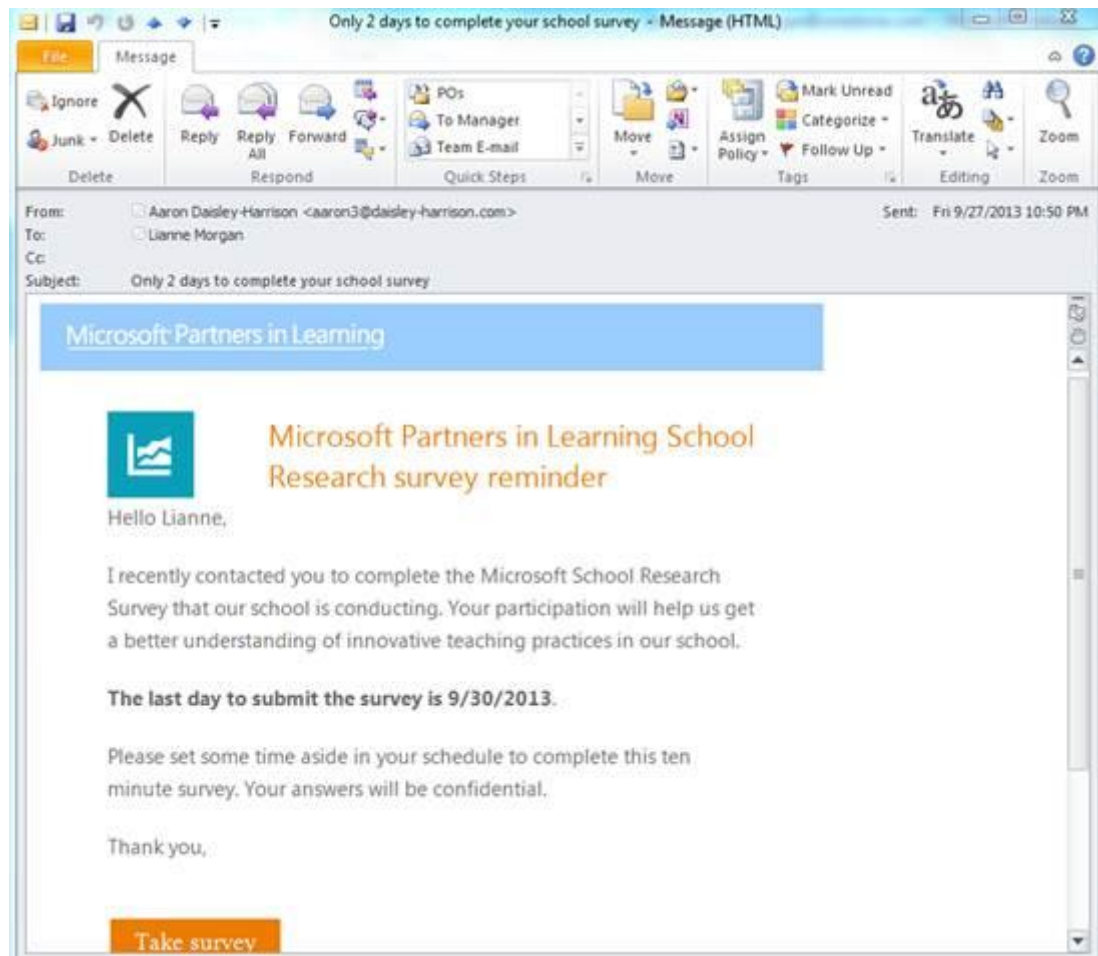 Only 2 days to complete your school survey - Message (HTML)
File
Message
Ignore
Junk
Delete
Delete
Reply
Reply All
Forward
Respond
POs
To Manager
Team E-mail
Quick Steps
Move
Move
Assign Policy
Mark Unread
Categorize
Follow Up
Tags
Translate
Editing
Zoom
Zoom
From: Aaron Daisley-Harrison <aaron3@daisley-harrison.com>
Sent: Fri 9/27/2013 10:50 PM
To: Lianne Morgan
Cc:
Subject: Only 2 days to complete your school survey
Microsoft Partners in Learning
Microsoft Partners in Learning School
Research survey reminder
Hello Lianne,
I recently contacted you to complete the Microsoft School Research
Survey that our school is conducting. Your participation will help us get
a better understanding of innovative teaching practices in our school.
The last day to submit the survey is 9/30/2013.
Please set some time aside in your schedule to complete this ten
minute survey. Your answers will be confidential.
Thank you,
Take survey